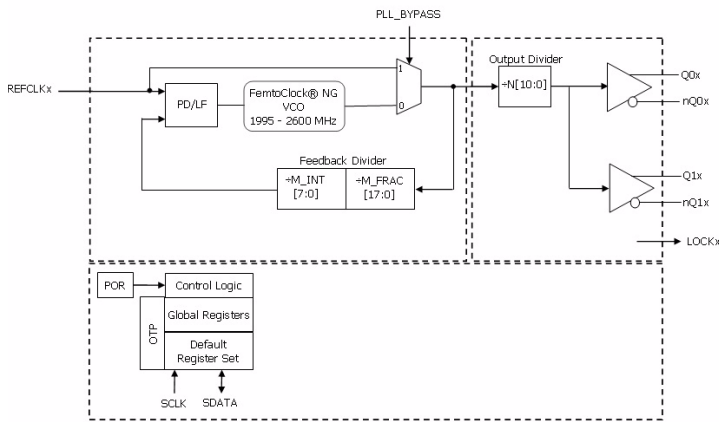 PLL_BYPASS
REFCLKx
PD/LF
FemtoClock® NG
VCO
1995 - 2600 MHz
1
0
Output Divider
÷N[10:0]
Q0x
nQ0x
Feedback Divider
÷M_INT
[7:0]
÷M_FRAC
[17:0]
Q1x
nQ1x
LOCKx
POR
Control Logic
OTP
Global Registers
Default
Register Set
SCLK
SDATA